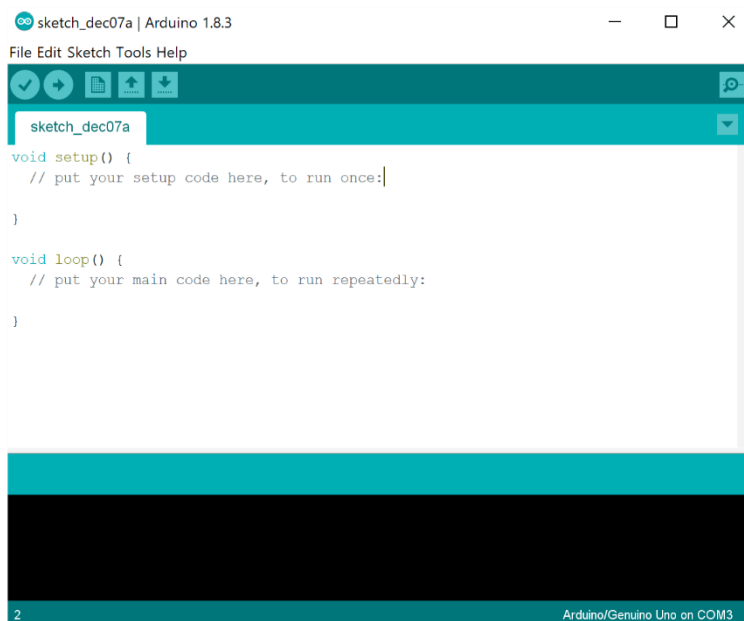 sketch_dec07a | Arduino 1.8.3
File Edit Sketch Tools Help
sketch_dec07a
void setup() {
  // put your setup code here, to run once:
}
void loop() {
  // put your main code here, to run repeatedly:
}
2 Arduino/Genuino Uno on COM3